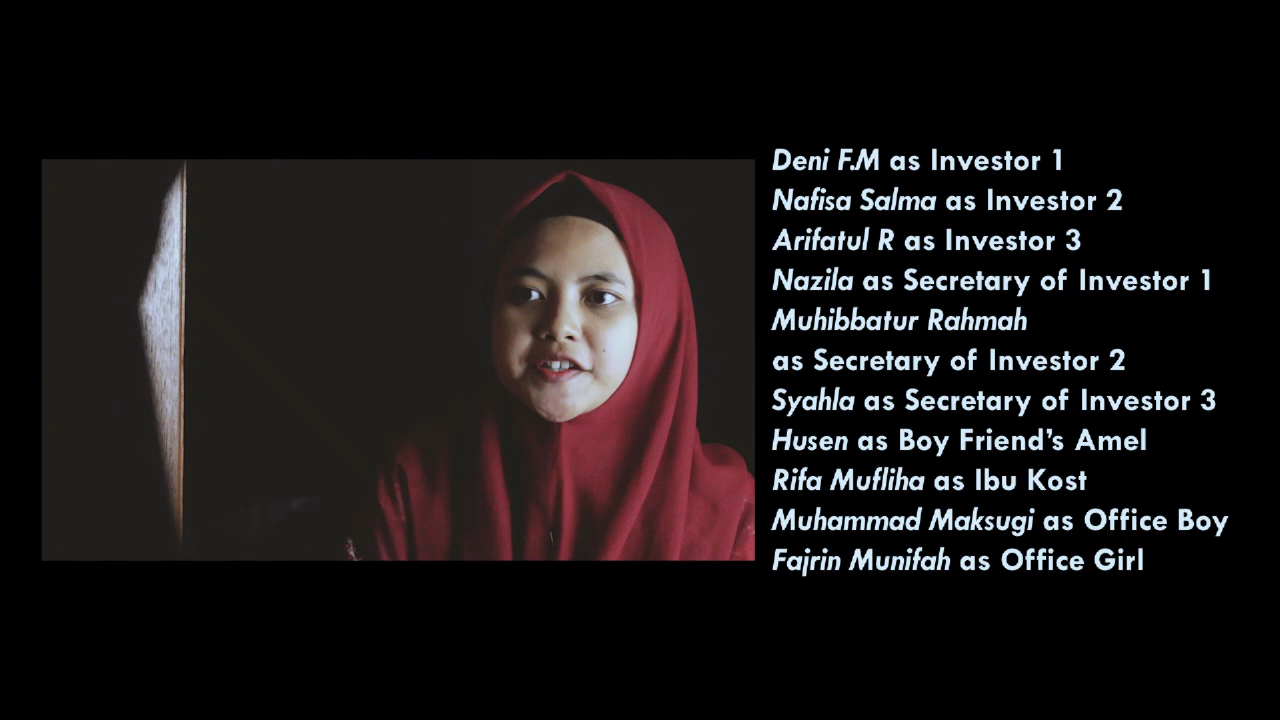 Deni F.M as Investor 1
Nafisa Salma as Investor 2
Arifatul R as Investor 3
Nazila as Secretary of Investor 1
Muhibbatur Rahmah
as Secretary of Investor 2
Syahla as Secretary of Investor 3
Husen as Boy Friend’s Amel
Rifa Mufliha as Ibu Kost
Muhammad Maksugi as Office Boy
Fajrin Munifah as Office Girl